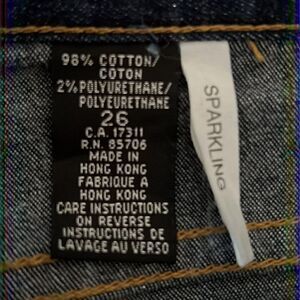 98% COTTON/
COTON
2% POLYURETHANE/
POLYEURETHANE
26
C.A. 17311
R.N. 85706
MADE IN
HONG KONG
FABRIQUE A
HONG KONG
CARE INSTRUCTIONS
ON REVERSE
INSTRUCTIONS DE
LAVAGE AU VERSO
SPARKLING